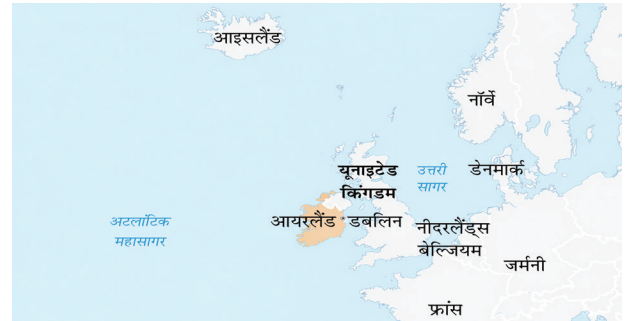 आइसलैंड
नॉर्वे
यूनाइटेड
किंगडम
उत्तरी
सागर
डेनमार्क
अटलांटिक
महासागर
आयरलैंड
डबलिन
नीदरलैंड्स
बेल्जियम
जर्मनी
फ्रांस